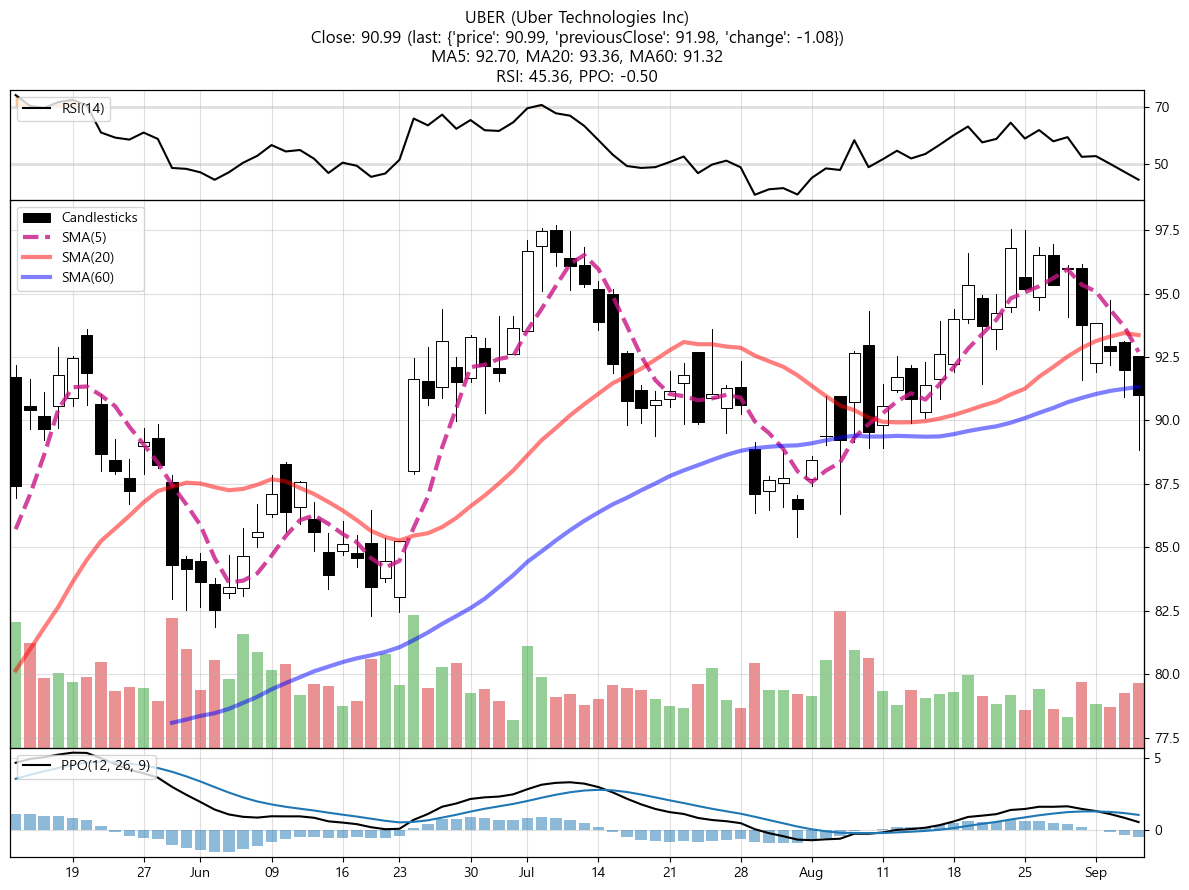 UBER (Uber Technologies Inc)
Close: 90.99 (last: {'price': 90.99, 'previousClose': 91.98, 'change': -1.08})
MA5: 92.70, MA20: 93.36, MA60: 91.32
RSI: 45.36, PPO: -0.50
RSI(14)
70
50
Candlesticks
SMA(5)
SMA(20)
SMA(60)
97.5
95.0
92.5
90.0
87.5
85.0
82.5
80.0
77.5
PPO(12, 26, 9)
5
0
19 27 Jun 09 16 23 30 Jul 14 21 28 Aug 11 18 25 Sep